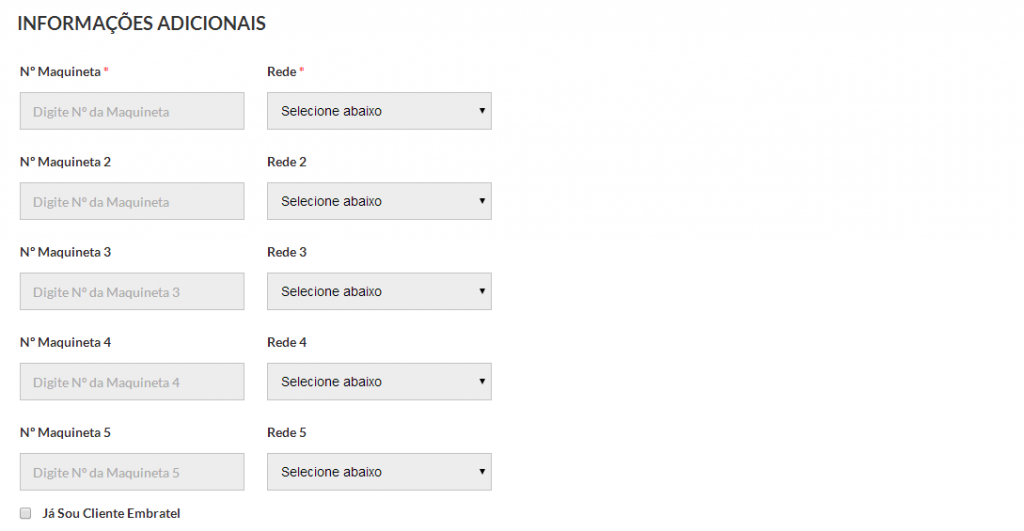 INFORMAÇÕES ADICIONAIS
Nº Maquineta * Rede *
Digite Nº da Maquineta Selecione abaixo
Nº Maquineta 2 Rede 2
Digite Nº da Maquineta Selecione abaixo
Nº Maquineta 3 Rede 3
Digite Nº da Maquineta 3 Selecione abaixo
Nº Maquineta 4 Rede 4
Digite Nº da Maquineta 4 Selecione abaixo
Nº Maquineta 5 Rede 5
Digite Nº da Maquineta 5 Selecione abaixo
Já Sou Cliente Embratel